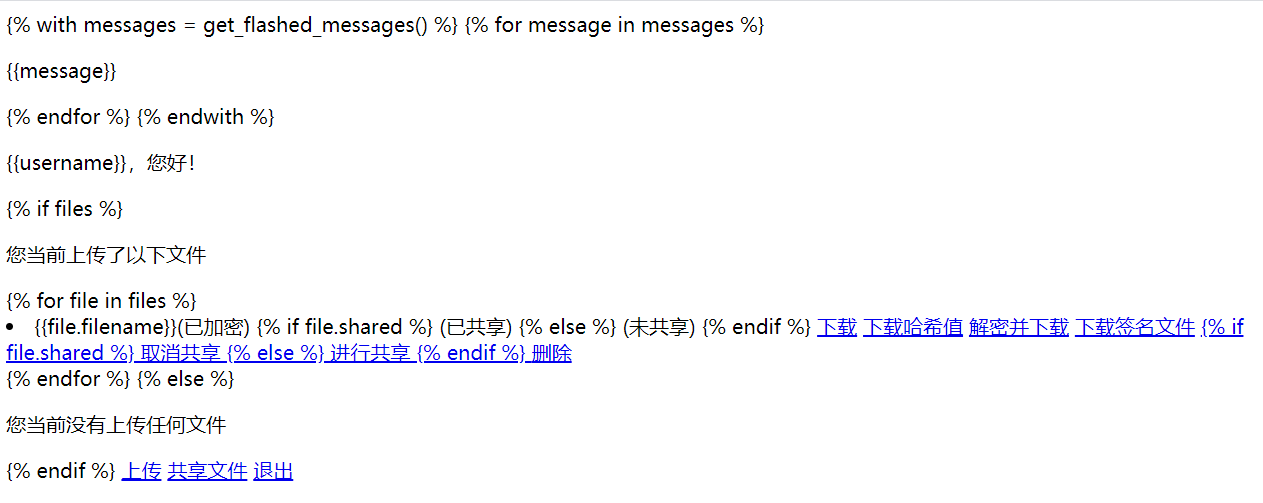 {% with messages = get_flashed_messages() %} {% for message in messages %}
{{message}}
{% endfor %} {% endwith %}
{{username}}，您好！
{% if files %}
您当前上传了以下文件
{% for file in files %}
• {{file.filename}}(已加密) {% if file.shared %} (已共享) {% else %} (未共享) {% endif %} 下载 下载哈希值 解密并下载 下载签名文件 {% if
file.shared %} 取消共享 {% else %} 进行共享 {% endif %} 删除
{% endfor %} {% else %}
您当前没有上传任何文件
{% endif %} 上传 共享文件 退出